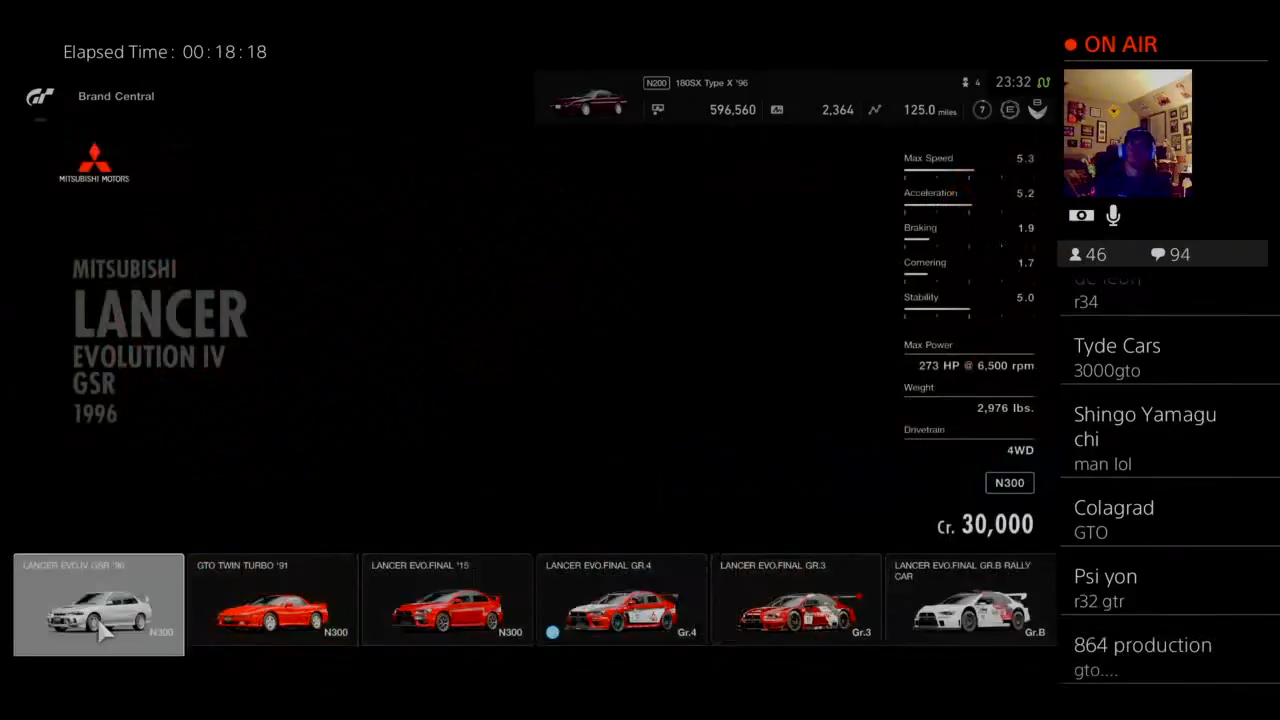 Elapsed Time: 00:18:18
ON AIR
Brand Central
N200 180SX Type X '96
4 23:32
596,560 2,364 125.0 miles 7 E B
MITSUBISHI MOTORS
Max Speed 5.3
Acceleration 5.2
Braking 1.9
Cornering 1.7
Stability 5.0
MITSUBISHI
LANCER
EVOLUTION IV
GSR
1996
Max Power
273 HP @ 6,500 rpm
Weight
2,976 lbs.
Drivetrain
4WD
N300
Cr. 30,000
LANCER EVO.IV GSR '96
N300
GTO TWIN TURBO '91
N300
LANCER EVO.FINAL '15
N300
LANCER EVO.FINAL GR.4
Gr.4
LANCER EVO.FINAL GR.3
Gr.3
LANCER EVO.FINAL GR.B RALLY
CAR
Gr.B
46 94
r34
Tyde Cars
3000gto
Shingo Yamagu
chi
man lol
Colagrad
GTO
Psi yon
r32 gtr
864 production
gto....